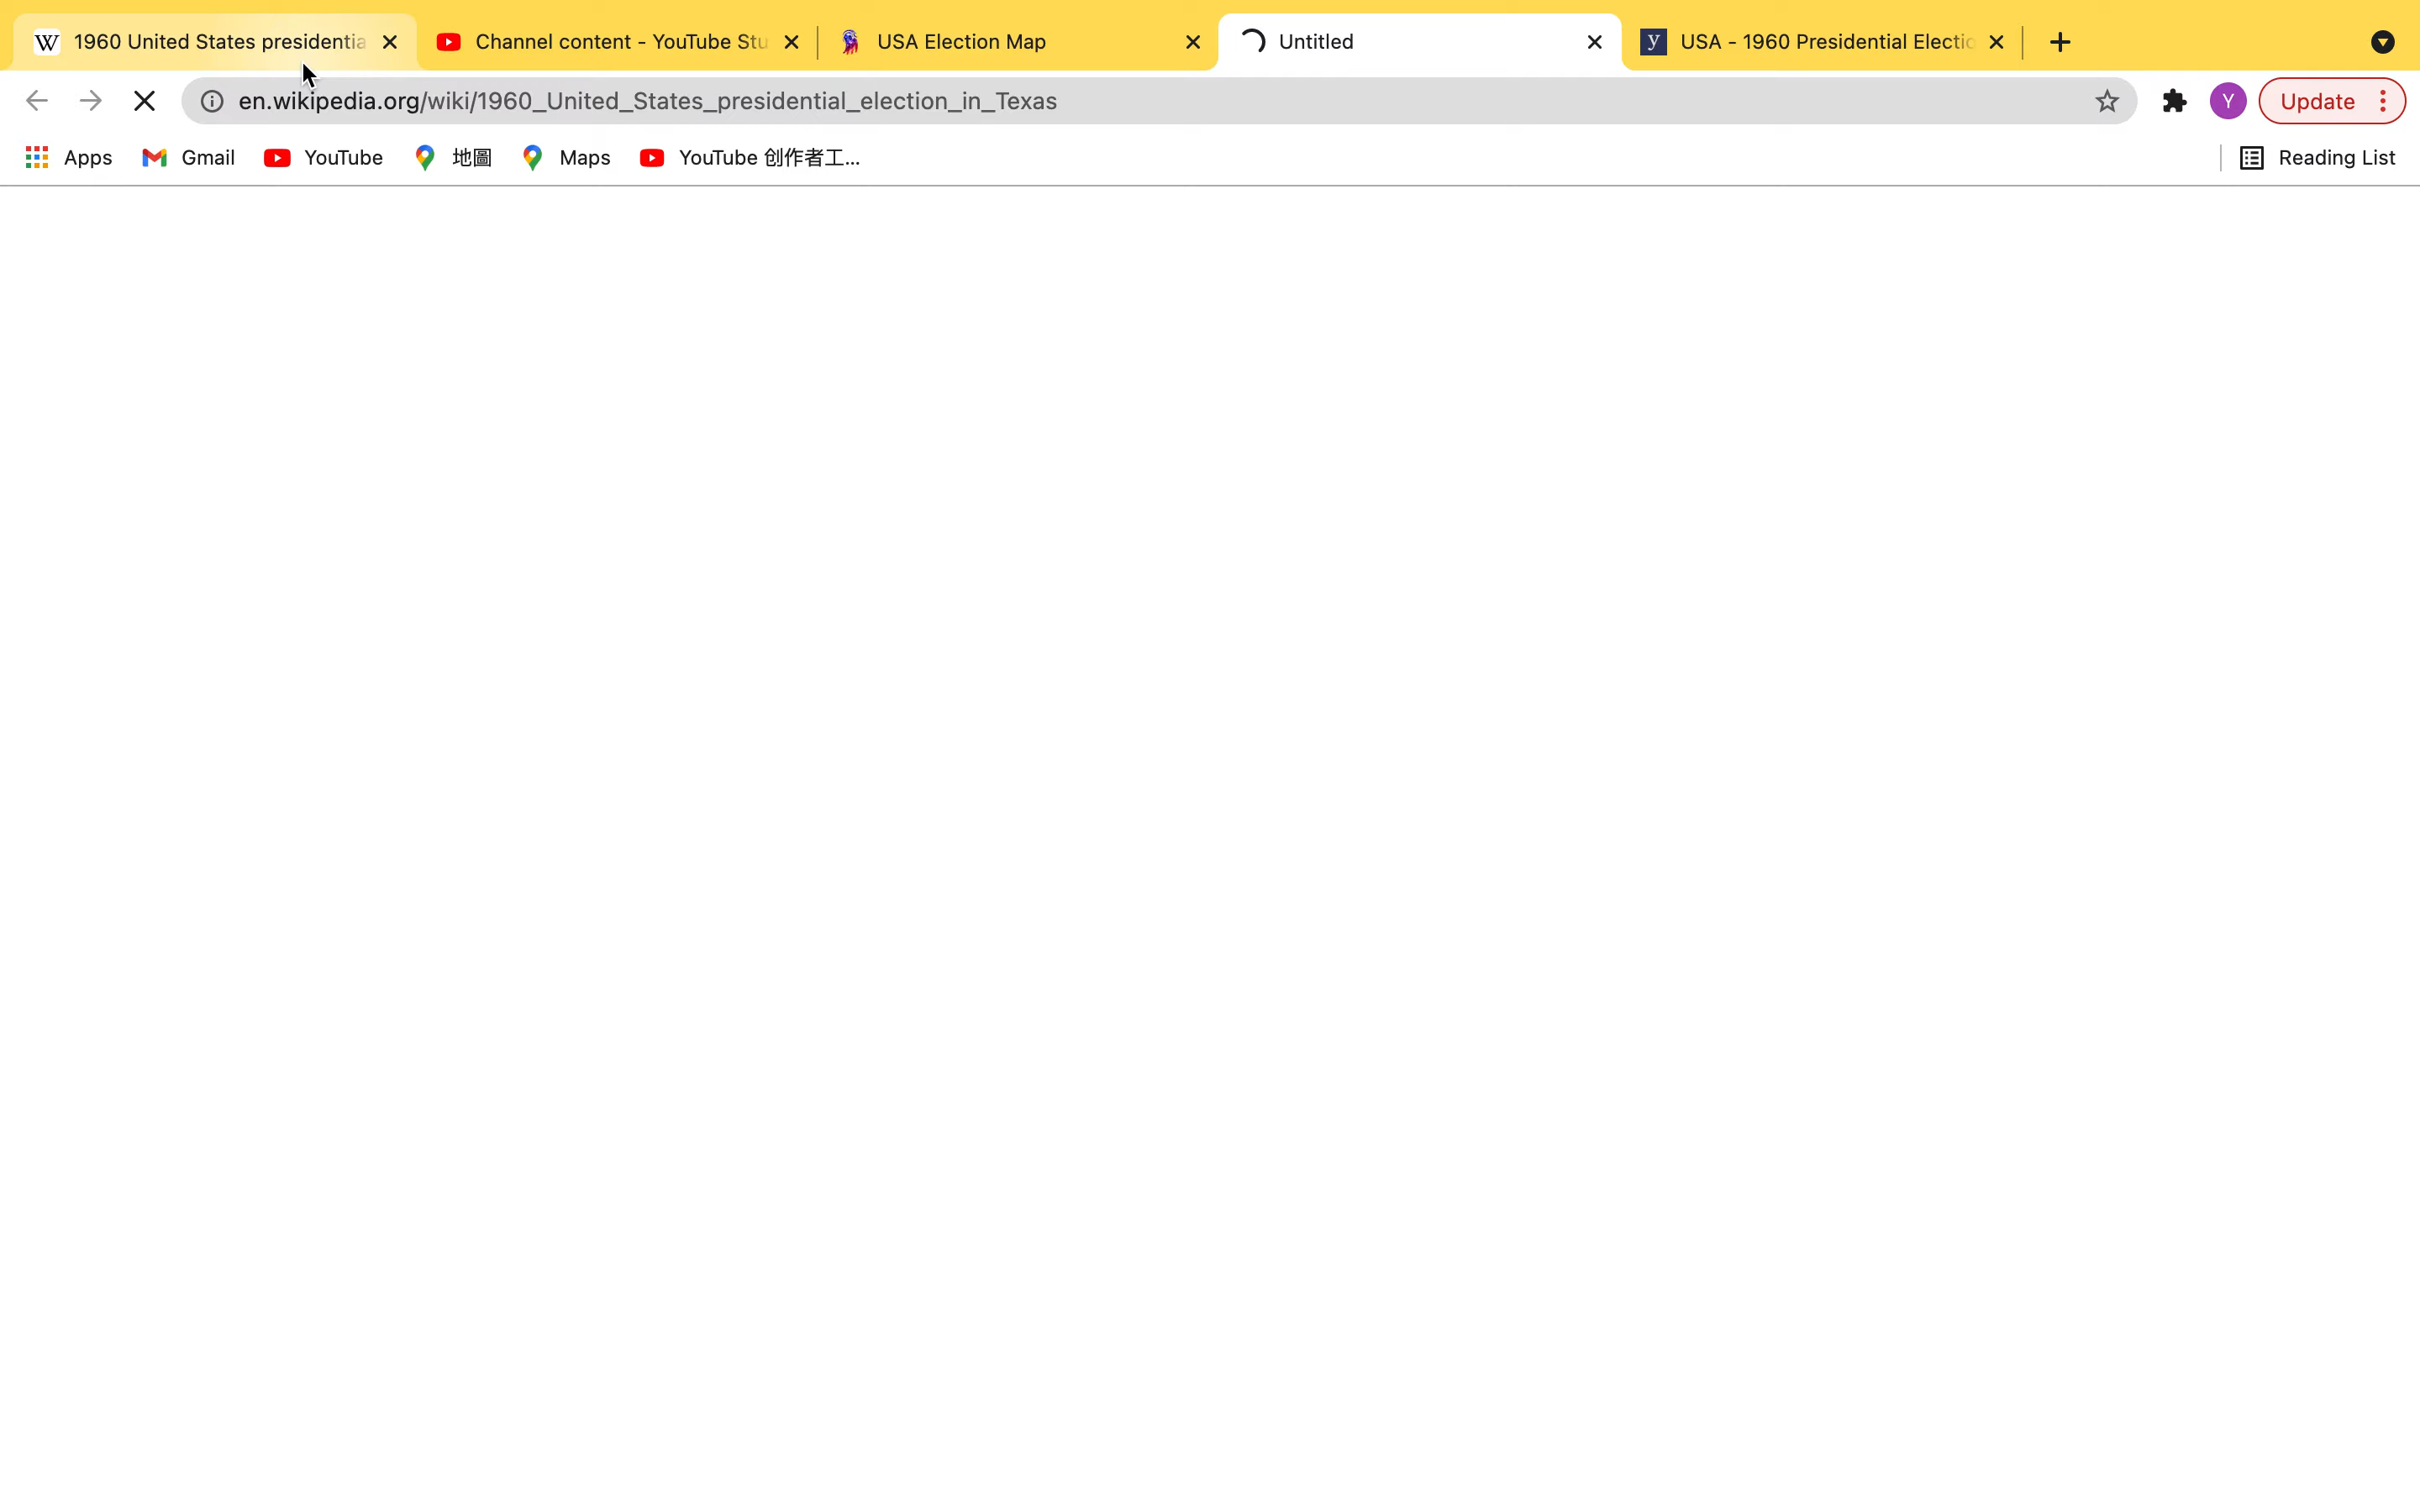 1960 United States presidentia
Channel content - YouTube Stu
USA Election Map
Untitled
USA - 1960 Presidential Electio
en.wikipedia.org/wiki/1960_United_States_presidential_election_in_Texas
Y
Update
Apps
Gmail
YouTube
地圖
Maps
YouTube 创作者工...
Reading List